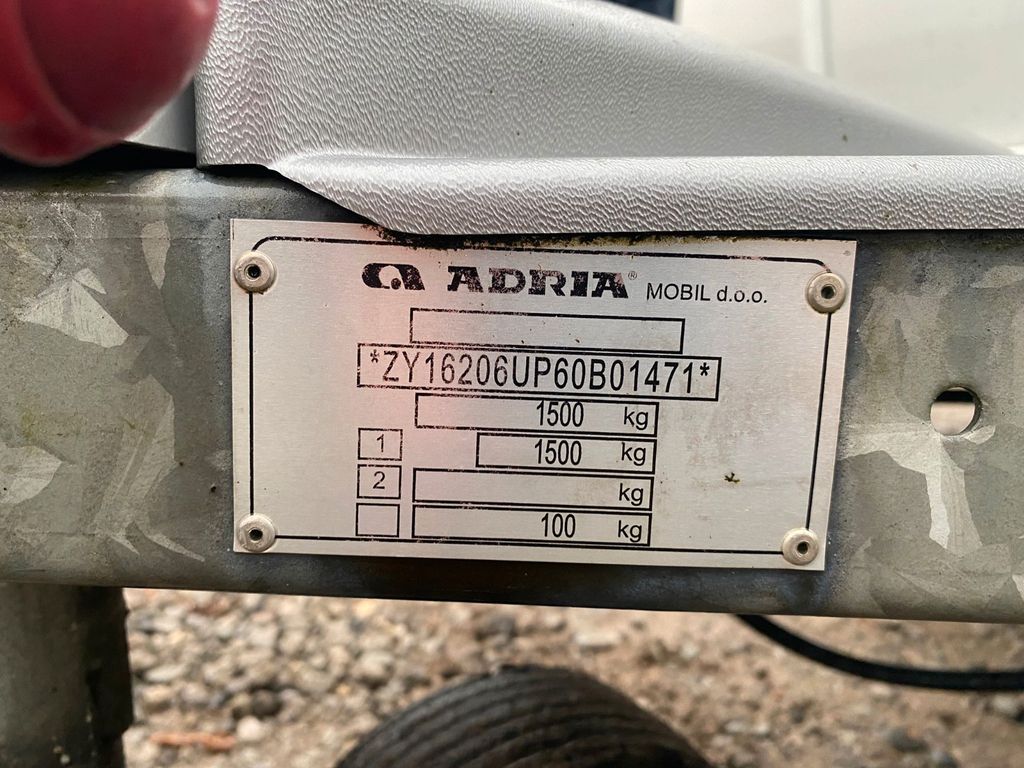 ADRIA® MOBIL d.o.o.
*ZY16206UP60B01471*
1500 kg
1 1500 kg
2 kg
100 kg